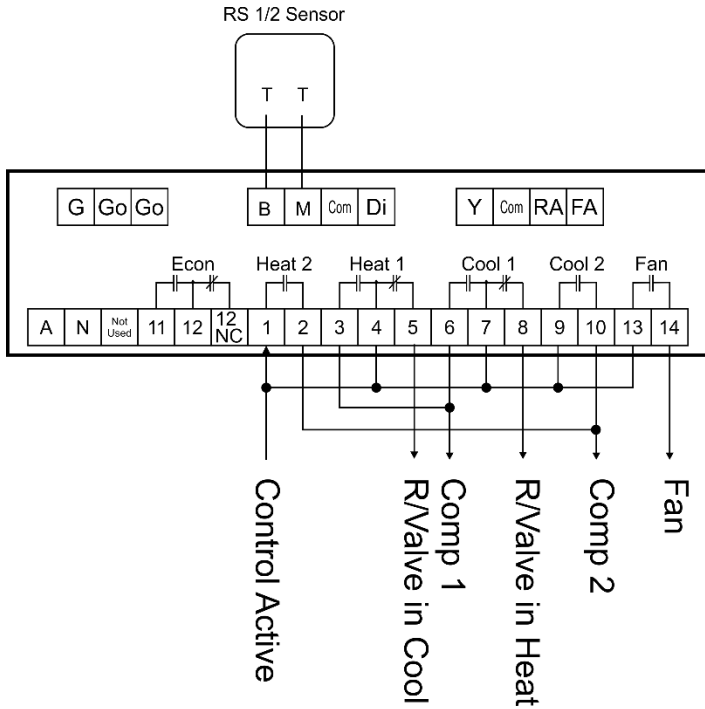 RS 1/2 Sensor
T T
G Go Go B M Com Di Y Com RA FA
Econ Heat 2 Heat 1 Cool 1 Cool 2 Fan
A N Not Used 11 12 12 NC 1 2 3 4 5 6 7 8 9 10 13 14
Control Active
R/Valve in Cool
Comp 1
R/Valve in Heat
Comp 2
Fan